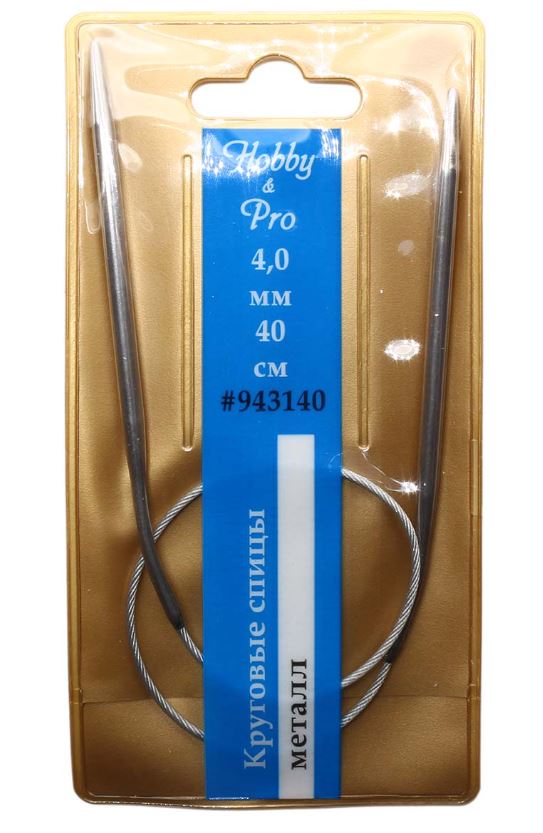 Hobby
&
Pro
4,0
мм
40
см
#943140
Круговые спицы
металл